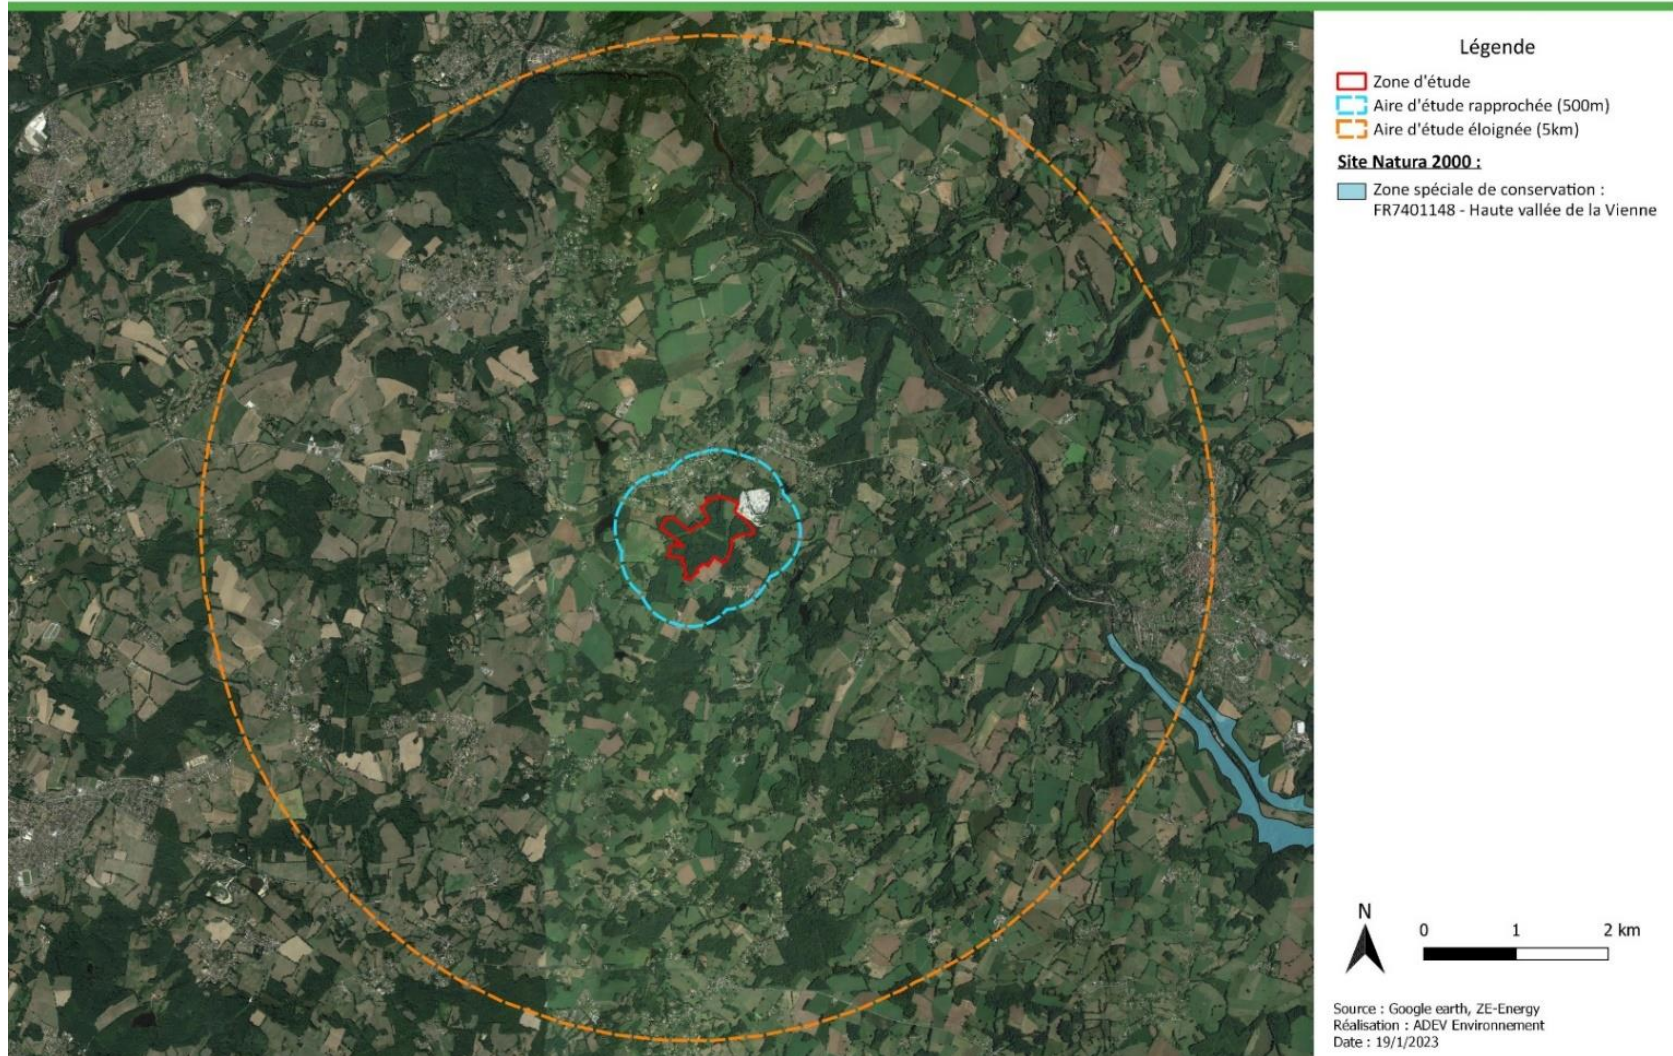 Légende
Zone d'étude
Aire d'étude rapprochée (500m)
Aire d'étude éloignée (5km)
Site Natura 2000 :
Zone spéciale de conservation :
FR7401148 - Haute vallée de la Vienne
N
0 1 2 km
Source : Google earth, ZE-Energy
Réalisation : ADEV Environnement
Date : 19/1/2023